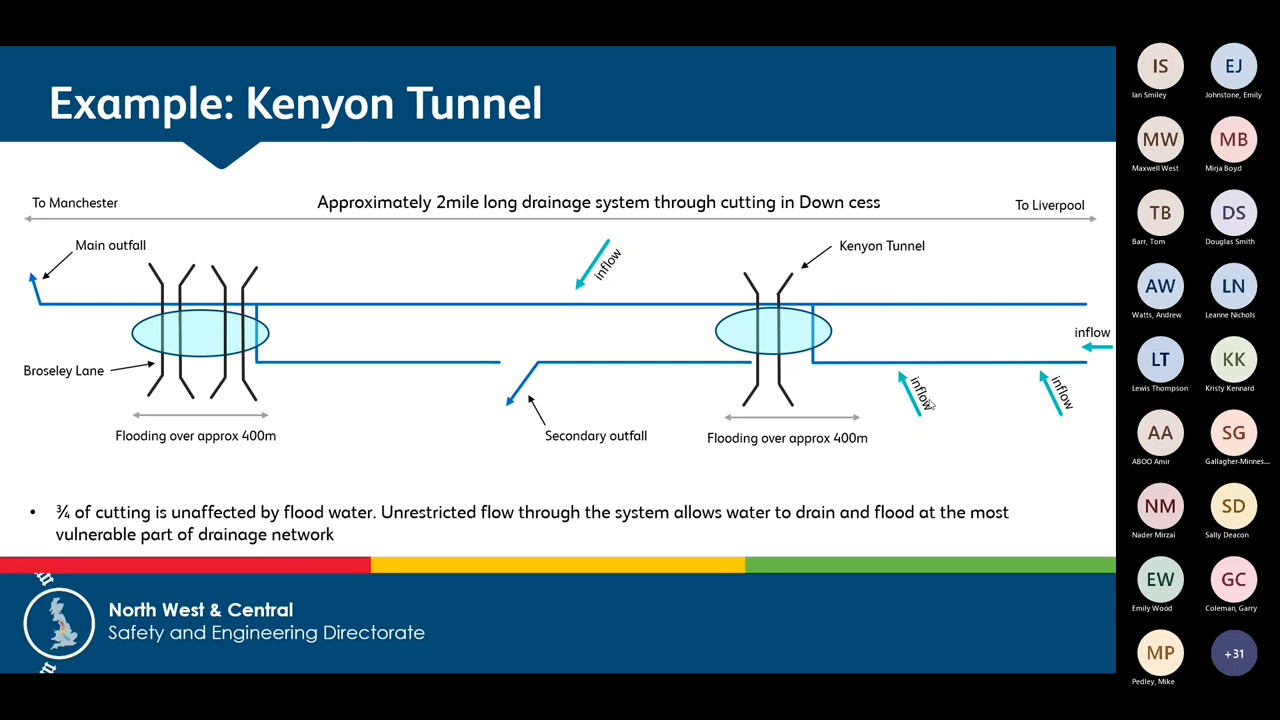 Example: Kenyon Tunnel
To Manchester
Approximately 2mile long drainage system through cutting in Down cess
To Liverpool
Main outfall
inflow
Kenyon Tunnel
inflow
Broseley Lane
inflow
inflow
Flooding over approx 400m
Secondary outfall
Flooding over approx 400m
• ¾ of cutting is unaffected by flood water. Unrestricted flow through the system allows water to drain and flood at the most
vulnerable part of drainage network
North West & Central
Safety and Engineering Directorate
IS
Ian Smiley
EJ
Johnstone, Emily
MW
Maxwell West
MB
Mirja Boyd
TB
Barr, Tom
DS
Douglas Smith
AW
Watts, Andrew
LN
Leanne Nichols
LT
Lewis Thompson
KK
Kristy Kennard
AA
ABOO Amir
SG
Gallagher-Minnes...
NM
Nader Mirzai
SD
Sally Deacon
EW
Emily Wood
GC
Coleman, Garry
MP
Pedley, Mike
+31